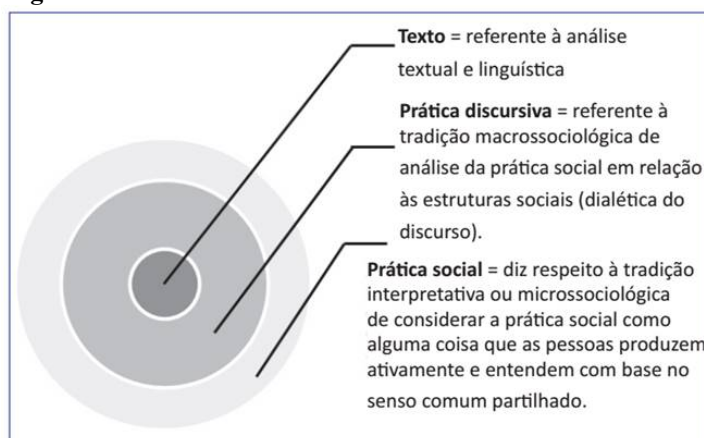 Texto = referente à análise
textual e linguística
Prática discursiva = referente à
tradição macrossociológica de
análise da prática social em relação
às estruturas sociais (dialética do
discurso).
Prática social = diz respeito à tradição
interpretativa ou microssociológica
de considerar a prática social como
alguma coisa que as pessoas produzem
ativamente e entendem com base no
senso comum partilhado.